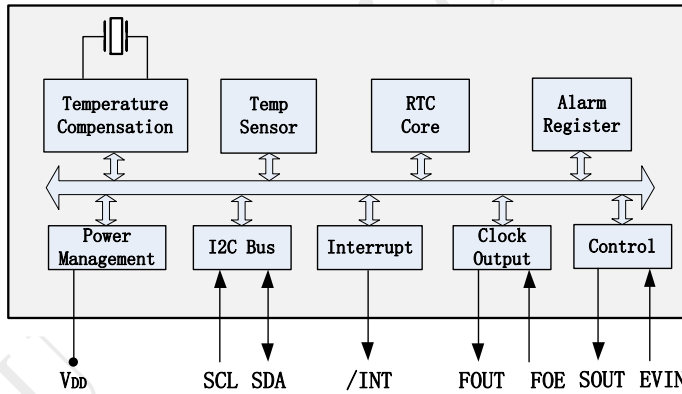 Temperature
Compensation
Temp
Sensor
RTC
Core
Alarm
Register
Power
Management
I2C Bus
Interrupt
Clock
Output
Control
VDD
SCL
SDA
/INT
FOUT
FOE
SOUT
EVIN